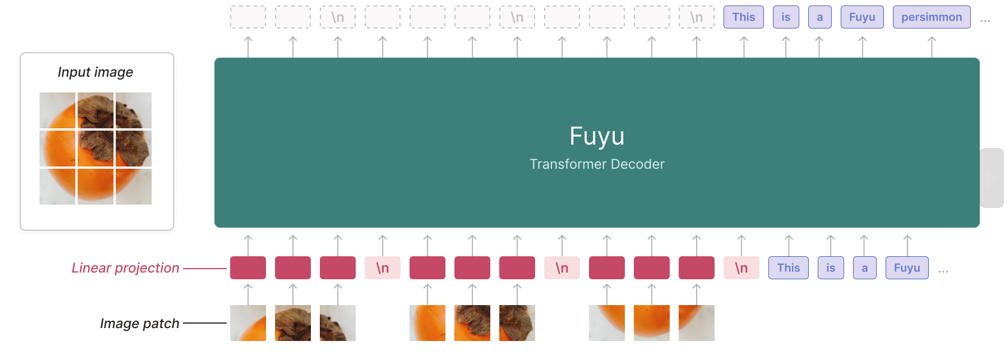 \n \n \n This is a Fuyu persimmon ...
Input image
Fuyu
Transformer Decoder
Linear projection \n \n \n This is a Fuyu ...
Image patch